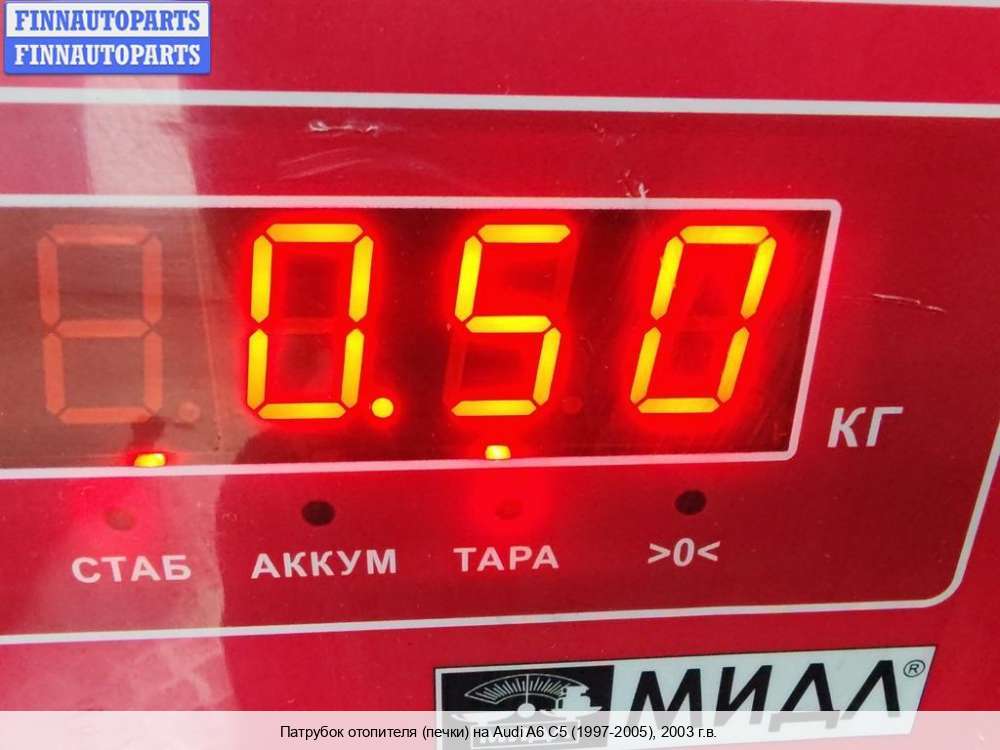 FINNAUTOPARTS
FINNAUTOPARTS
0.50
КГ
СТАБ АККУМ ТАРА >0<
МИДЛ®
Патрубок отопителя (печки) на Audi A6 C5 (1997-2005), 2003 г.в.